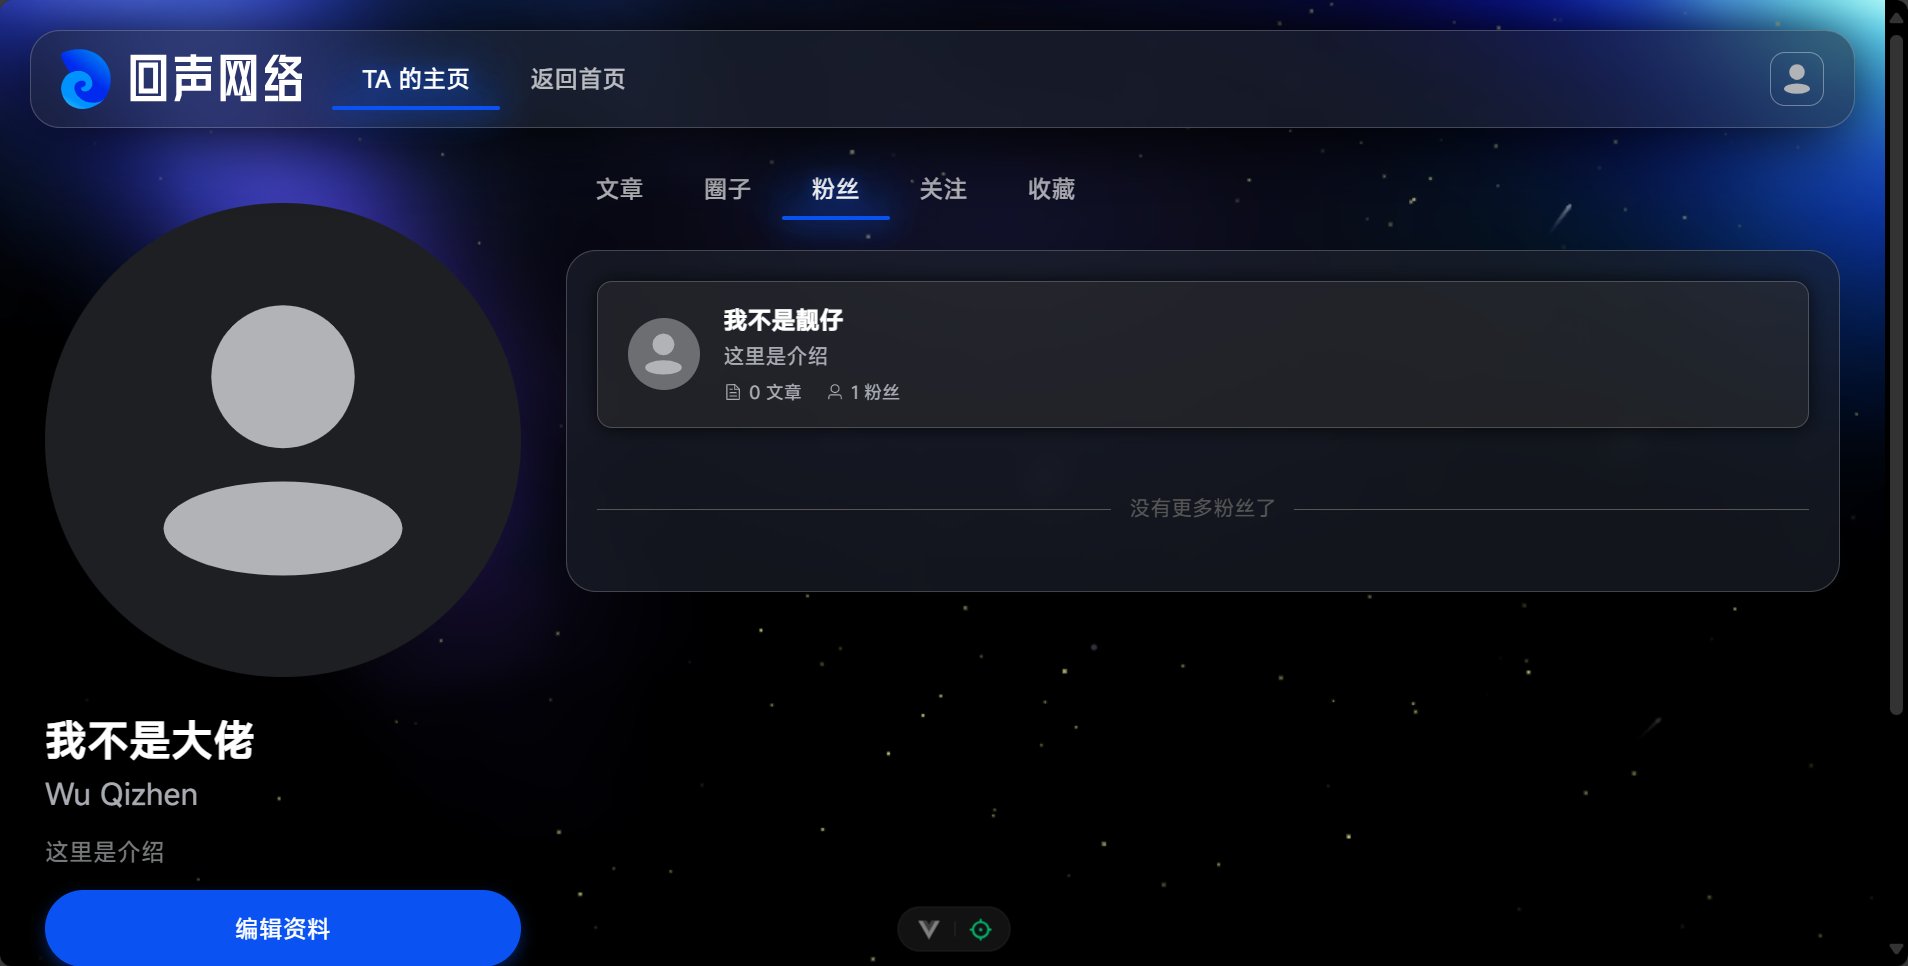 回声网络
TA 的主页
返回首页
文章
圈子
粉丝
关注
收藏
我不是靓仔
这里是介绍
0 文章
1 粉丝
没有更多粉丝了
我不是大佬
Wu Qizhen
这里是介绍
编辑资料